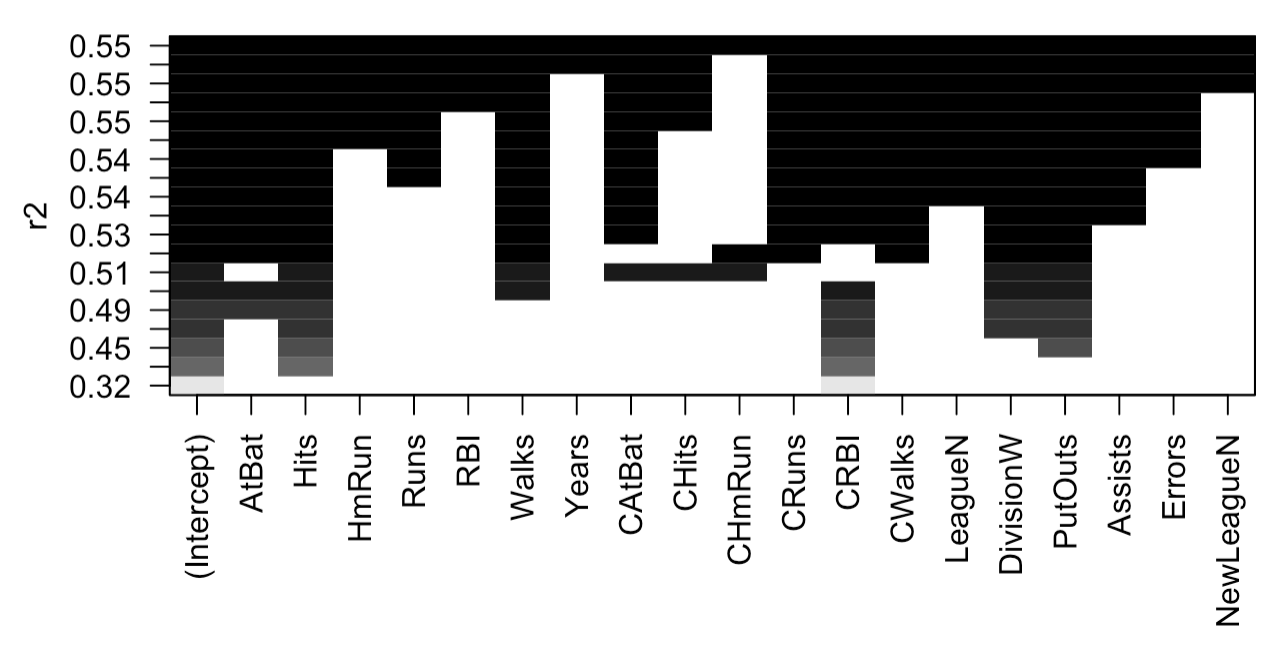 r2
0.55
0.55
0.55
0.54
0.54
0.53
0.51
0.49
0.45
0.32
(Intercept)
AtBat
Hits
HmRun
Runs
RBI
Walks
Years
CAtBat
CHits
CHmRun
CRuns
CRBI
CWalks
LeagueN
DivisionW
PutOuts
Assists
Errors
NewLeagueN